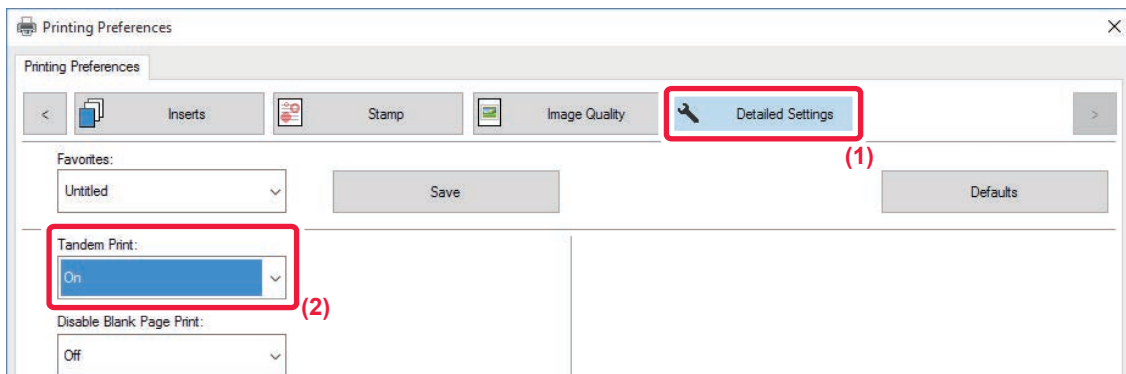 Printing Preferences
Printing Preferences
< Inserts Stamp Image Quality Detailed Settings >
(1)
Favorites:
Untitled Save Defaults
Tandem Print:
On
(2)
Disable Blank Page Print:
Off